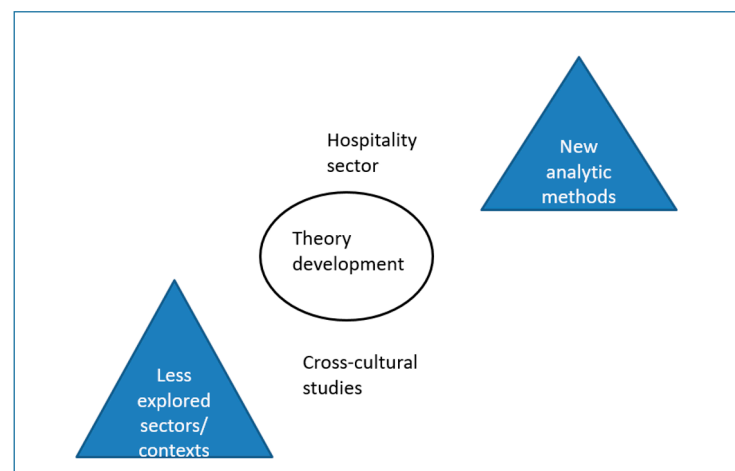 Hospitality
sector
New
analytic
methods
Theory
development
Cross-cultural
studies
Less
explored
sectors/
contexts